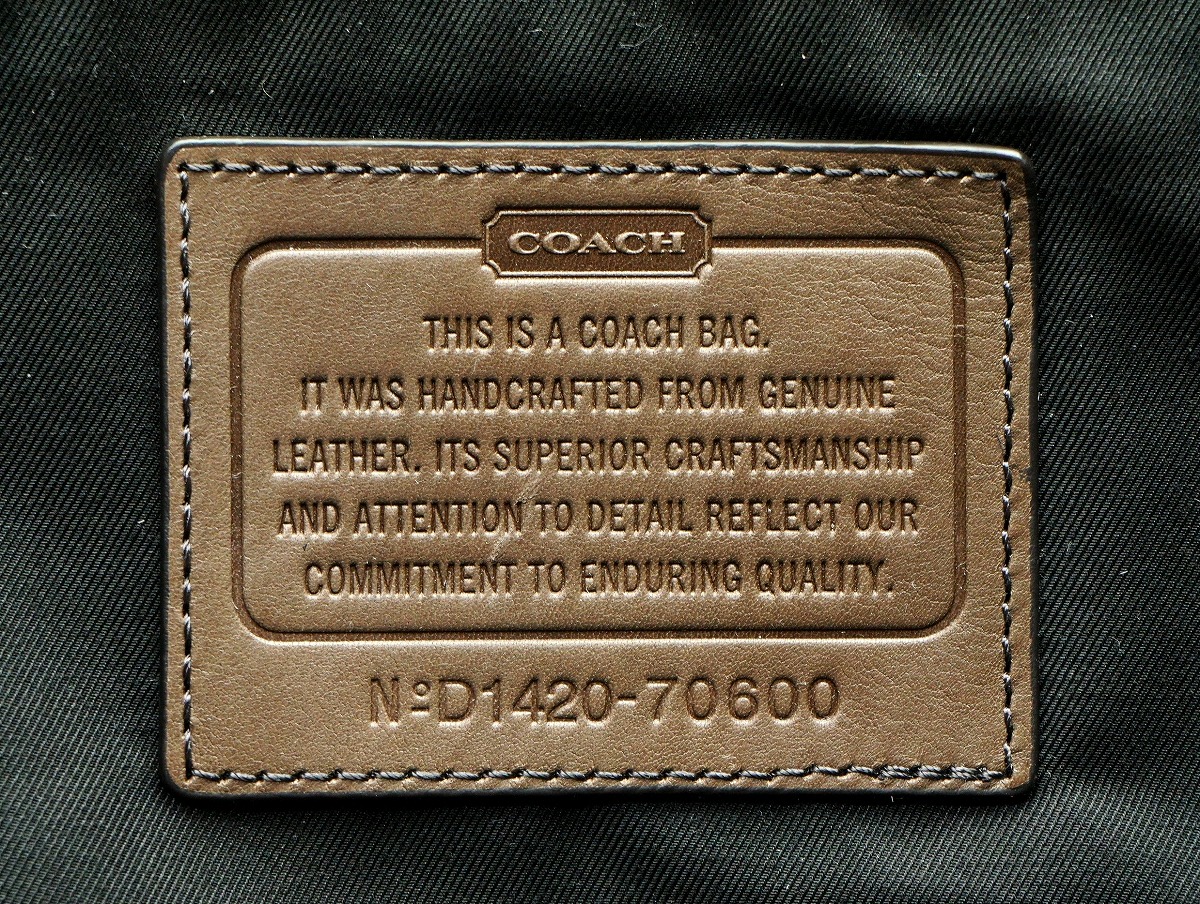 COACH
THIS IS A COACH BAG.
IT WAS HANDCRAFTED FROM GENUINE
LEATHER. ITS SUPERIOR CRAFTSMANSHIP
AND ATTENTION TO DETAIL REFLECT OUR
COMMITMENT TO ENDURING QUALITY.
Nº D1420-70600